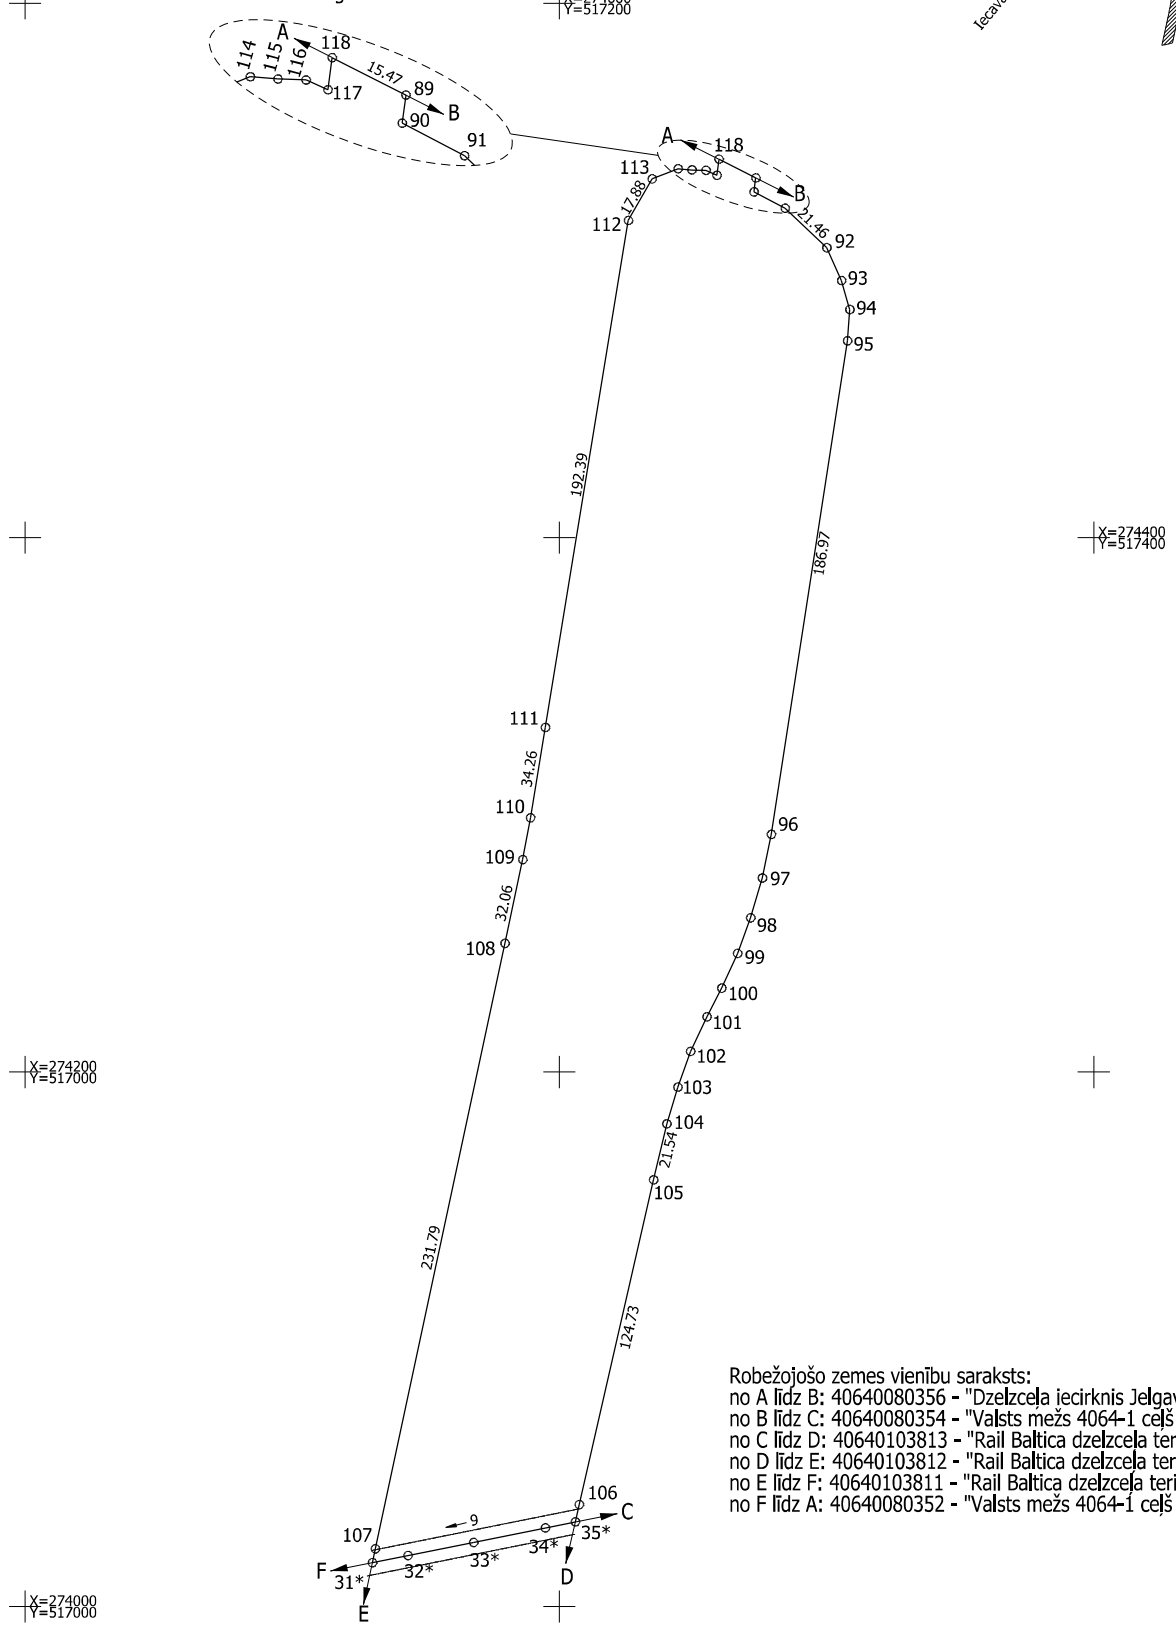 Y=517200
Iecava
A
118
114
115
116
117
15.47
89
B
90
91
A
118
113
B
17.88
112
21.46
92
93
94
95
192.39
X=274400
Y=517400
186.97
111
34.26
110
96
109
97
32.06
98
108
99
100
101
102
X=274200
Y=517000
103
104
21.54
105
231.79
124.73
Robežojošo zemes vienību saraksts:
no A līdz B: 40640080356 - "Dzelzceļa iecirknis Jelgav
no B līdz C: 40640080354 - "Valsts mežs 4064-1 ceļš
no C līdz D: 40640103813 - "Rail Baltica dzelzceļa ter
no D līdz E: 40640103812 - "Rail Baltica dzelzceļa ter
no E līdz F: 40640103811 - "Rail Baltica dzelzceļa teri
no F līdz A: 40640080352 - "Valsts mežs 4064-1 ceļš
106
9
C
107
35*
34*
33*
32*
F
31*
D
E
X=274000
Y=517000